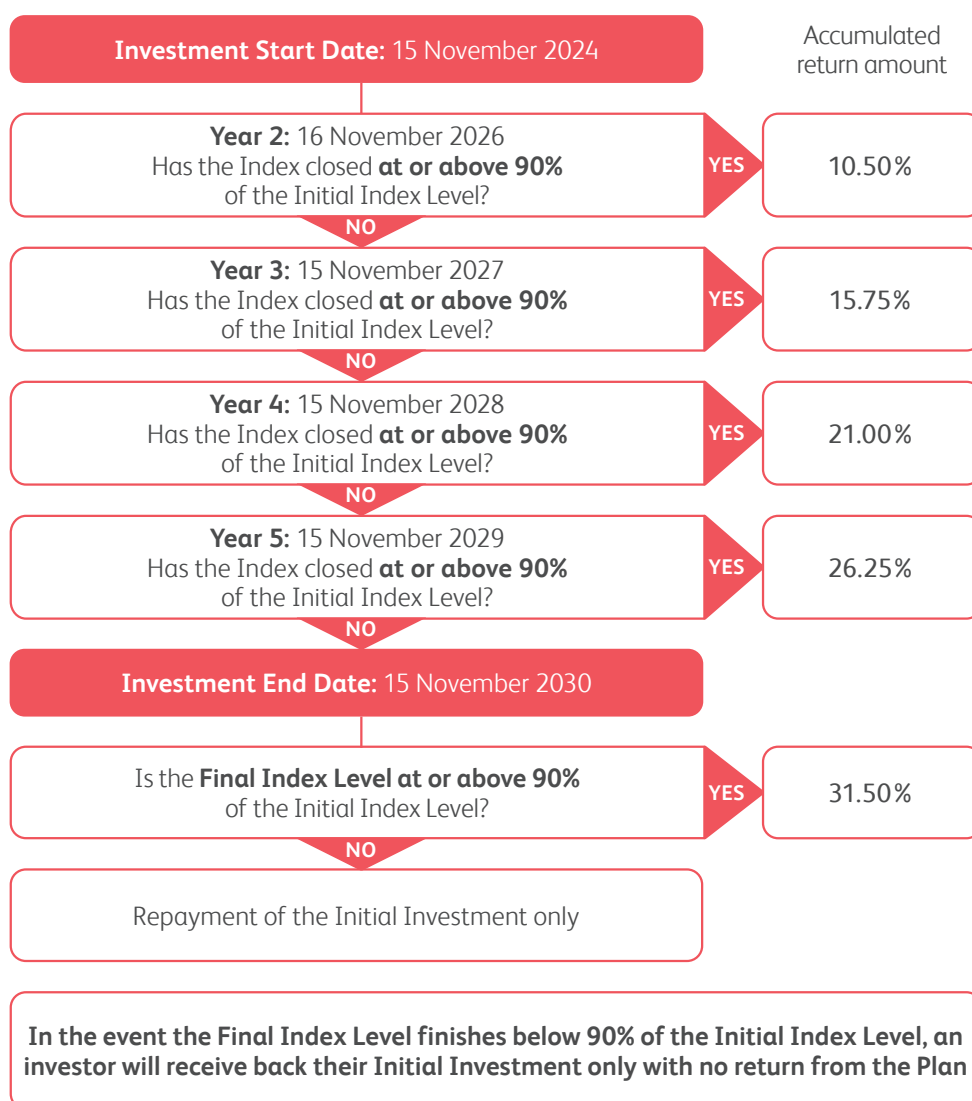 Investment Start Date: 15 November 2024
Accumulated
return amount
Year 2: 16 November 2026
Has the Index closed at or above 90%
of the Initial Index Level?
YES
10.50%
NO
Year 3: 15 November 2027
Has the Index closed at or above 90%
of the Initial Index Level?
YES
15.75%
NO
Year 4: 15 November 2028
Has the Index closed at or above 90%
of the Initial Index Level?
YES
21.00%
NO
Year 5: 15 November 2029
Has the Index closed at or above 90%
of the Initial Index Level?
YES
26.25%
NO
Investment End Date: 15 November 2030
Is the Final Index Level at or above 90%
of the Initial Index Level?
YES
31.50%
NO
Repayment of the Initial Investment only
In the event the Final Index Level finishes below 90% of the Initial Index Level, an
investor will receive back their Initial Investment only with no return from the Plan